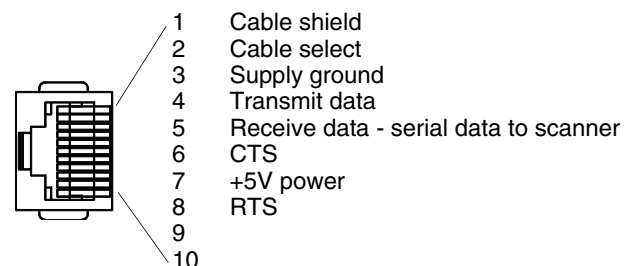 1 Cable shield
2 Cable select
3 Supply ground
4 Transmit data
5 Receive data - serial data to scanner
6 CTS
7 +5V power
8 RTS
9
10